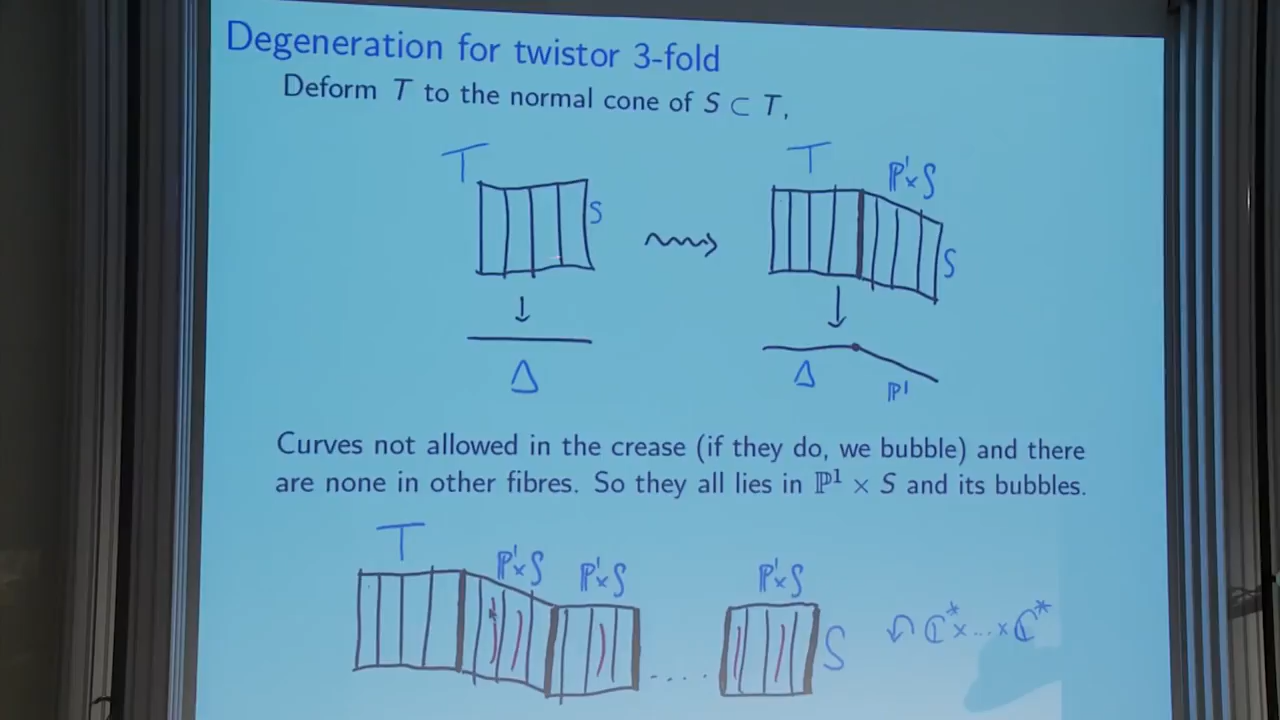 Degeneration for twistor 3-fold
Deform T to the normal cone of S ⊂ T,
T
S
Δ
T
ℙ¹×S
S
Δ
ℙ¹
Curves not allowed in the crease (if they do, we bubble) and there
are none in other fibres. So they all lies in ℙ¹ × S and its bubbles.
T
ℙ¹×S
ℙ¹×S
....
ℙ¹×S
S
ℂ*×...×ℂ*